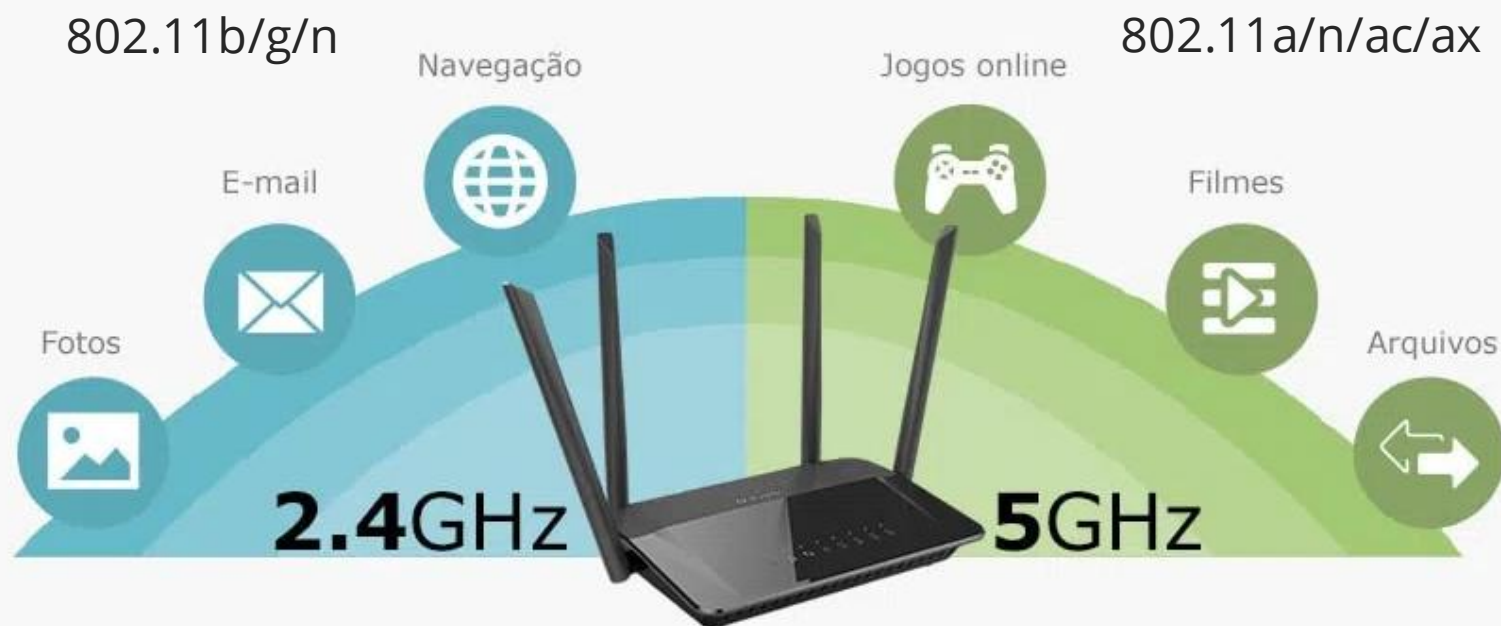 802.11b/g/n
802.11a/n/ac/ax
Navegação
Jogos online
E-mail
Filmes
Fotos
Arquivos
2.4GHz
5GHz